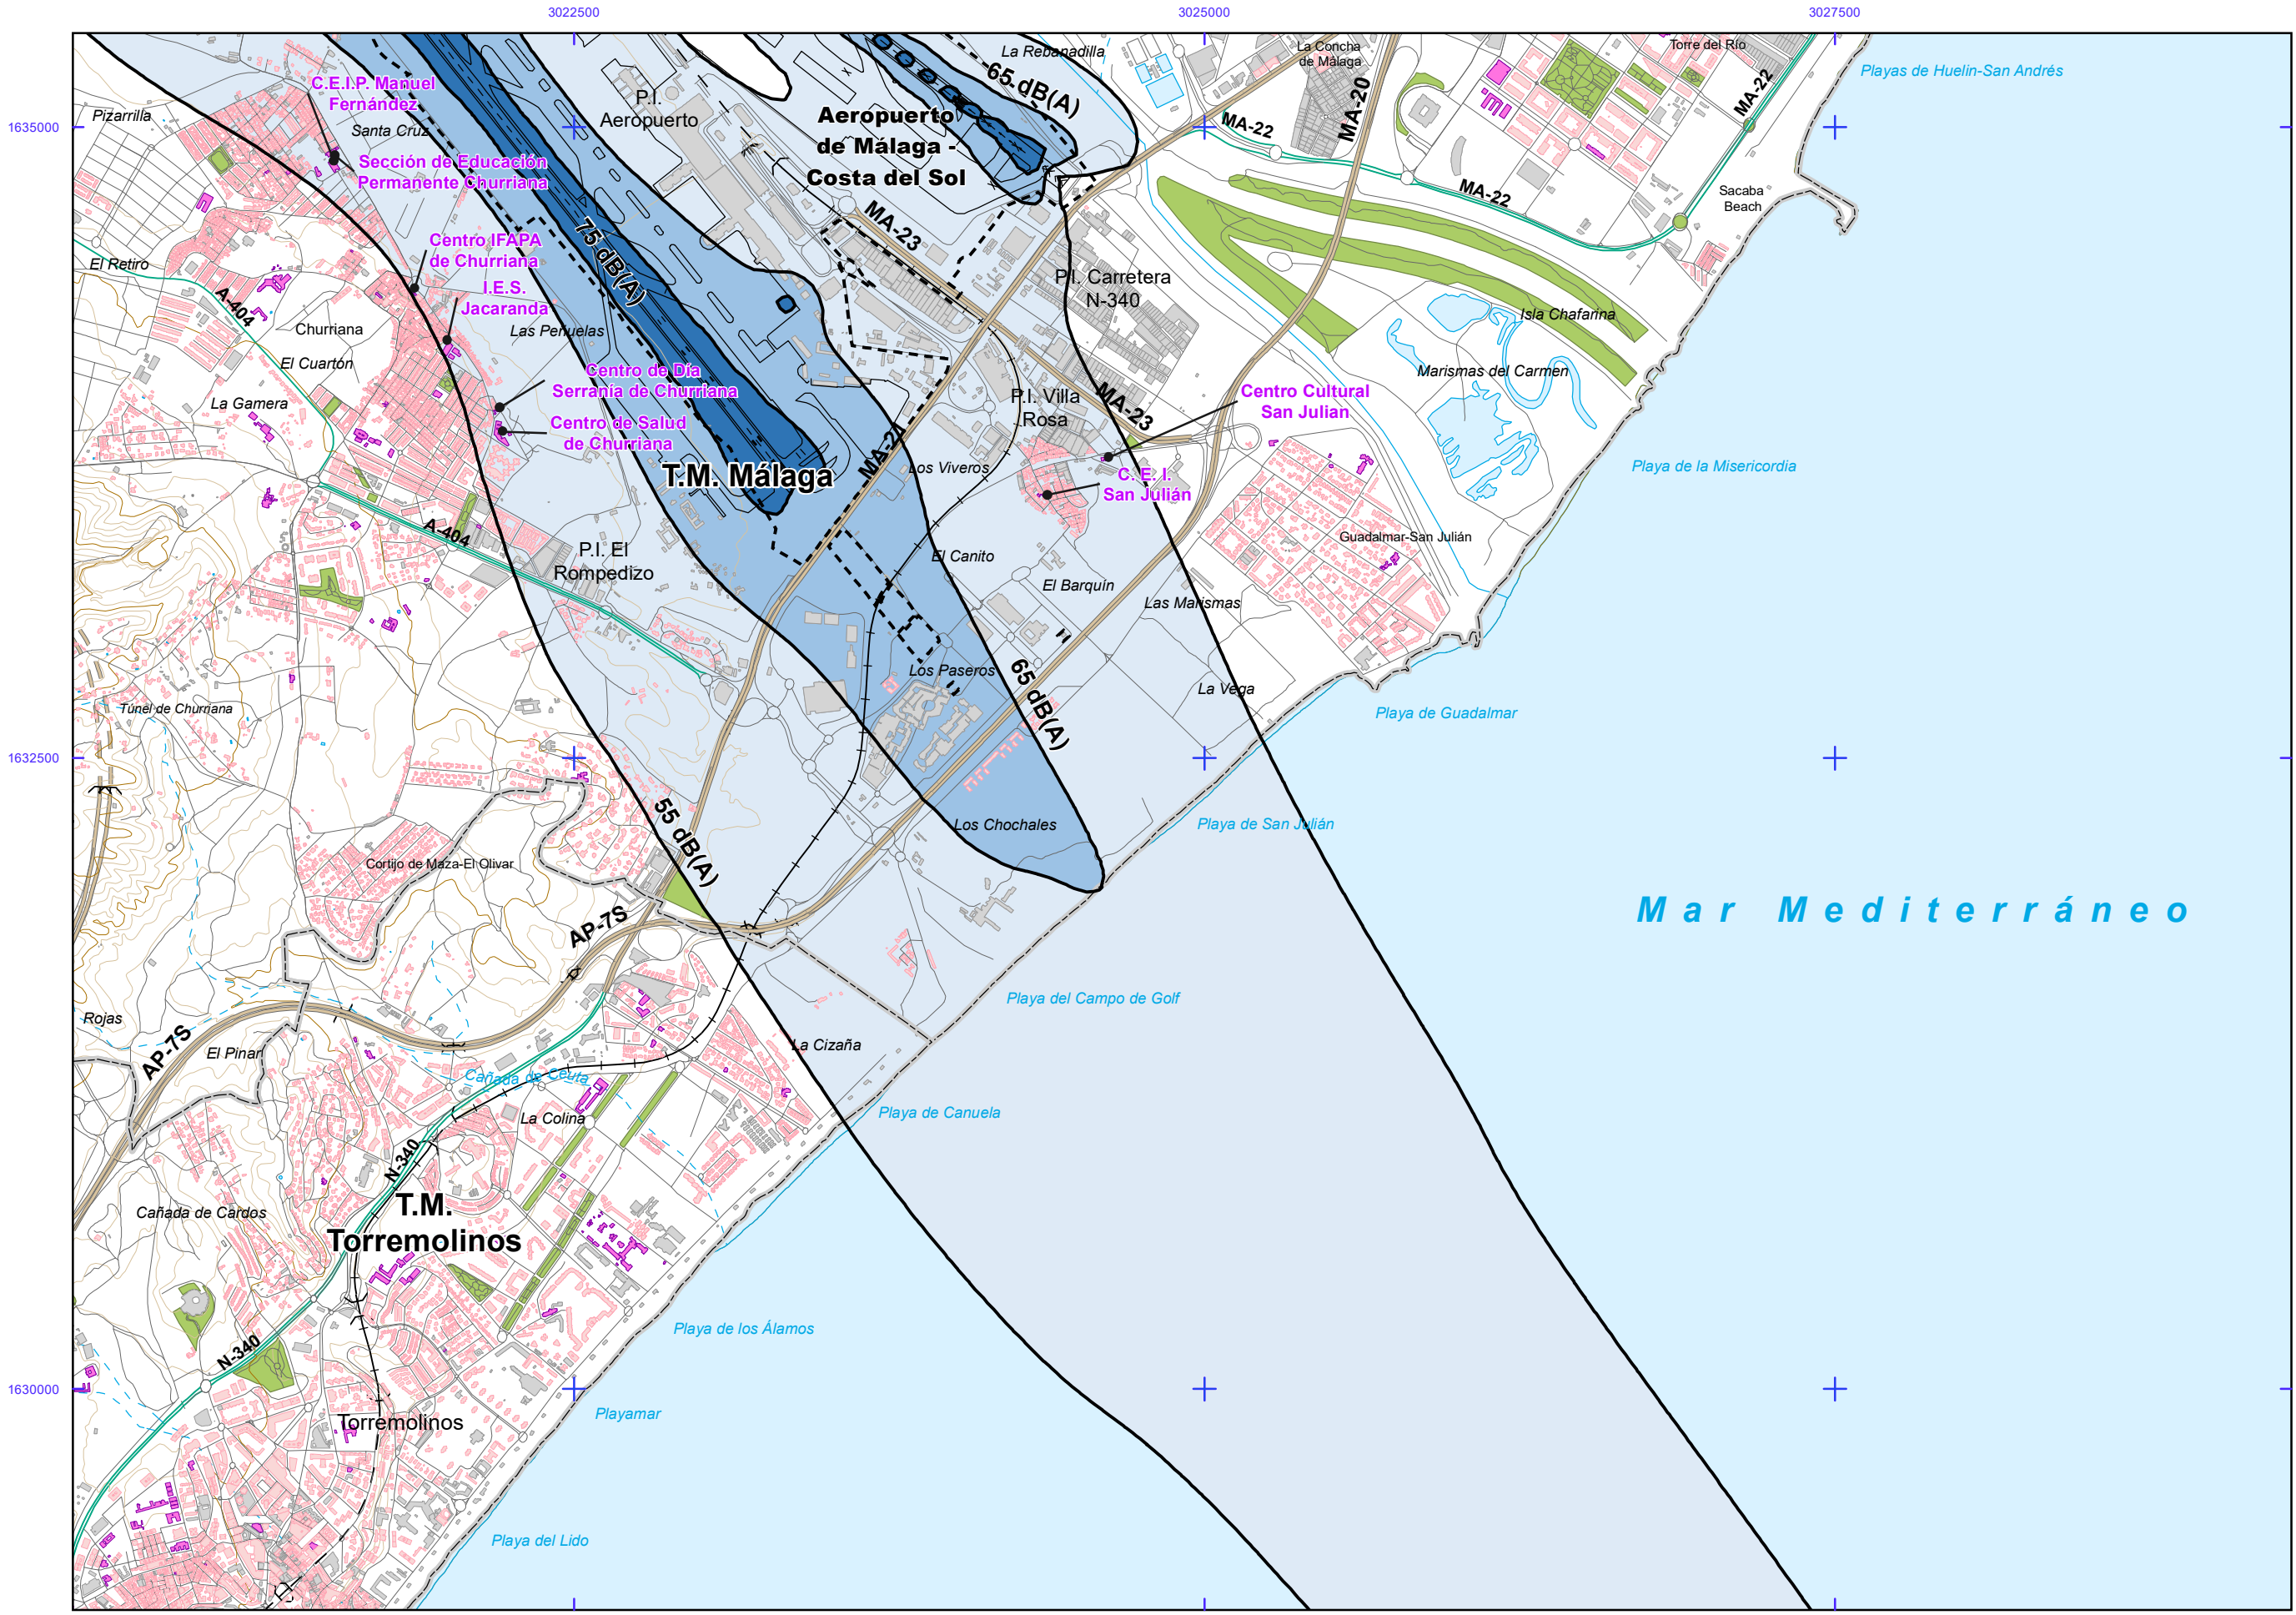 3022500
3025000
3027500
1635000
1632500
1630000
C.E.I.P. Manuel
Fernández
Pizarrilla
Santa Cruz
Sección de Educación
Permanente Churriana
P.I.
Aeropuerto
Aeropuerto
de Málaga -
Costa del Sol
65 dB(A)
La Rebanadilla
La Concha
de Málaga
MA-20
MA-22
Torre del Río
MA-22
Playas de Huelin-San Andrés
MA-22
Sacaba
Beach
El Retiro
A-404
Centro IFAPA
de Churriana
I.E.S.
Jacaranda
75 dB(A)
MA-23
P.I. Carretera
N-340
Isla Chafarina
Churriana
Las Peñuelas
El Cuartón
La Gamera
Centro de Día
Serranía de Churriana
Centro de Salud
de Churriana
Marismas del Carmen
P.I. Villa
Rosa
MA-23
Centro Cultural
San Julian
MA-21
T.M. Málaga
Los Viveros
C. E. I.
San Julián
Playa de la Misericordia
A-404
P.I. El
Rompedizo
El Canito
El Barquín
Guadalmar-San Julián
Las Marismas
Los Paseros
65 dB(A)
La Vega
Túnel de Churriana
Playa de Guadalmar
55 dB(A)
Los Chochales
Playa de San Julián
Cortijo de Maza-El Olivar
AP-7S
Mar Mediterráneo
Playa del Campo de Golf
Rojas
AP-7S
El Pinar
La Cizaña
Cañada de Ceuta
La Colina
Playa de Canuela
N-340
T.M.
Torremolinos
Cañada de Cardos
N-340
Playa de los Álamos
Playamar
Torremolinos
Playa del Lido